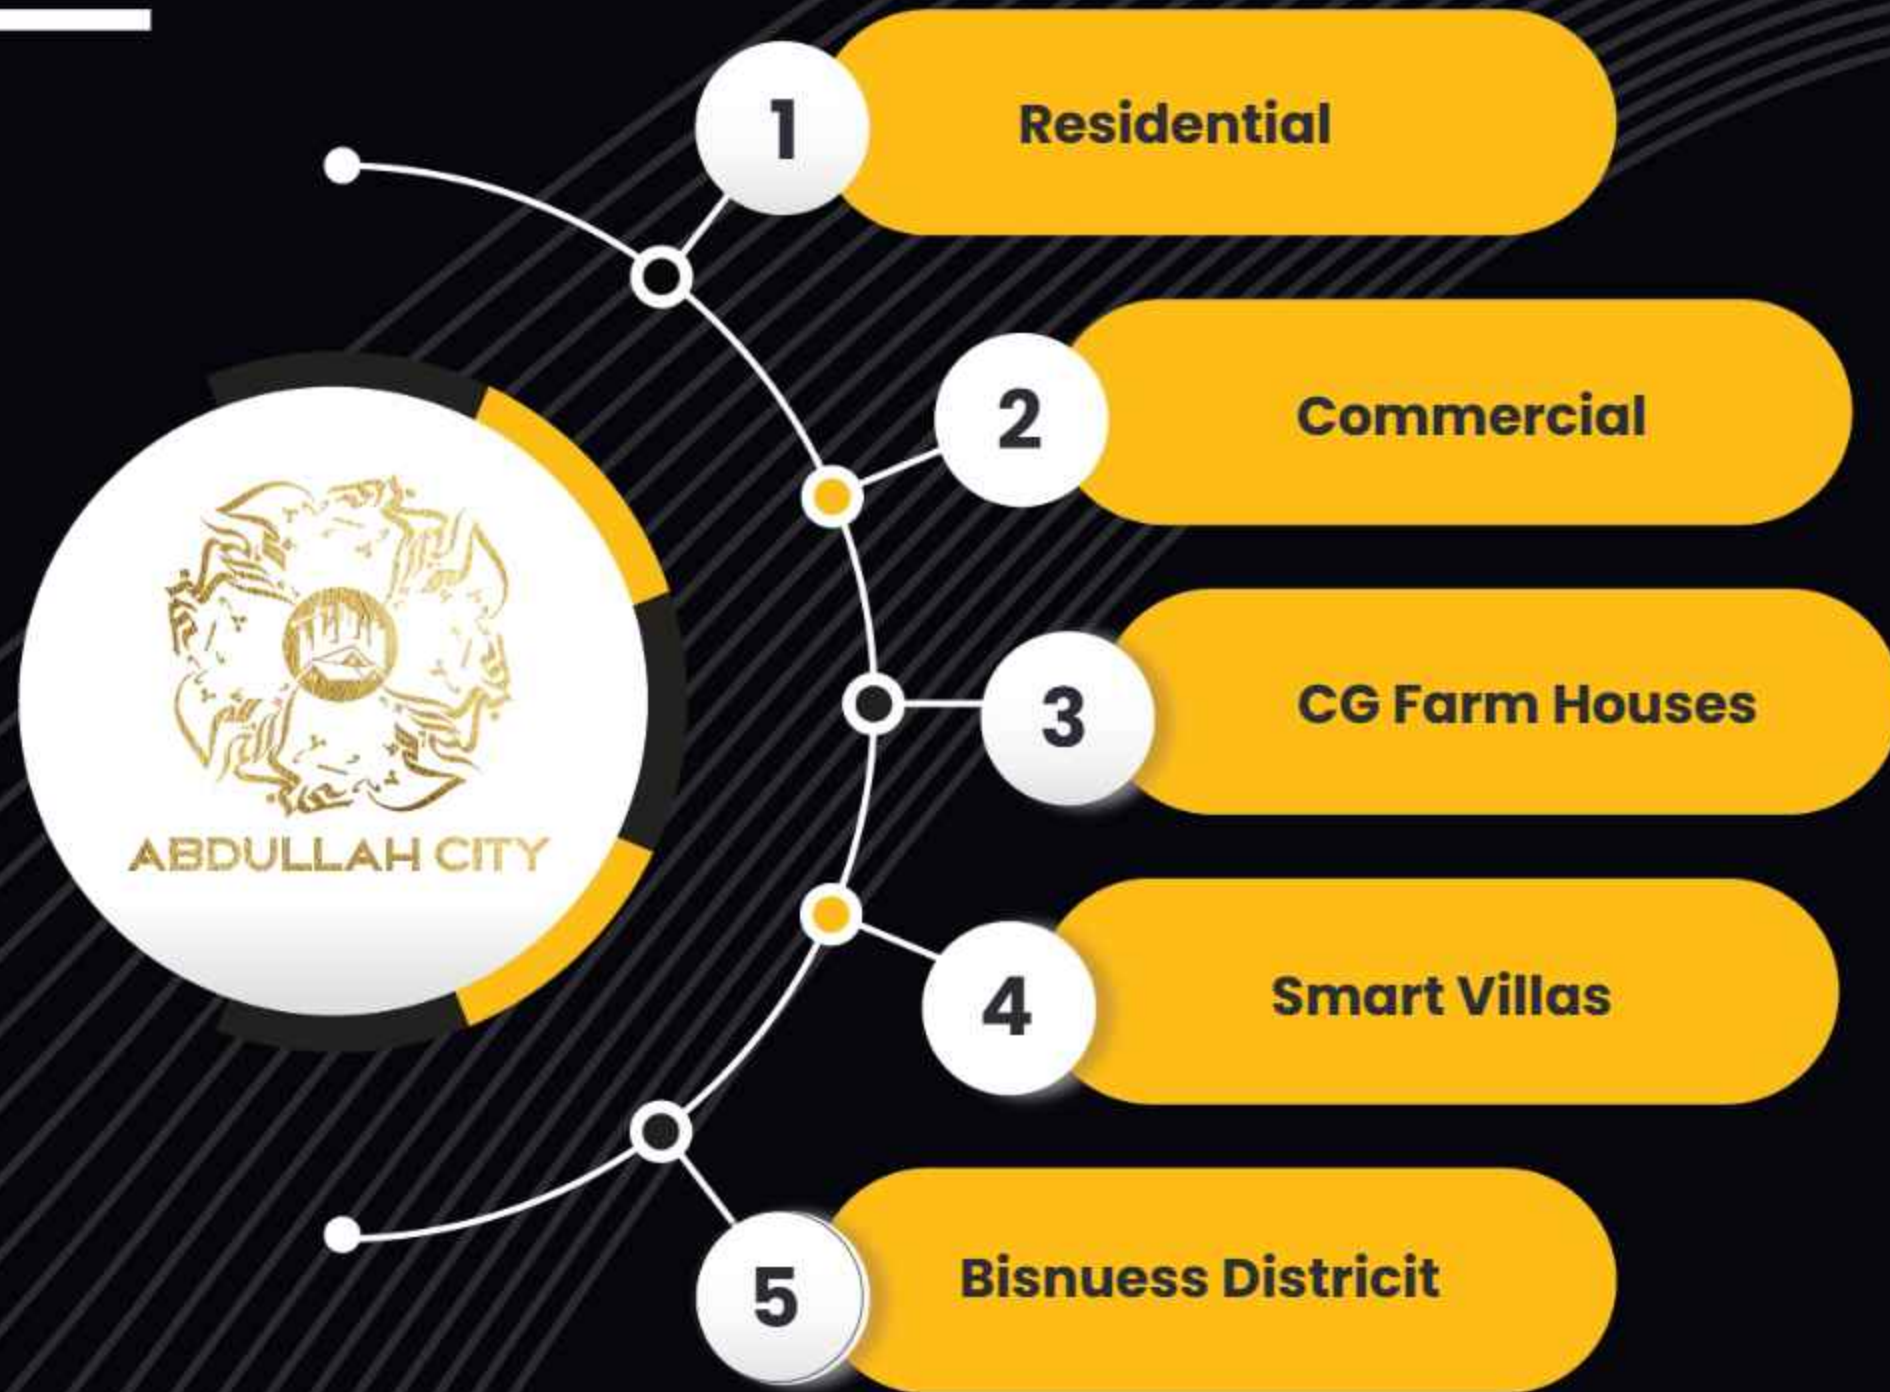 1
Residential
2
Commercial
3
CG Farm Houses
4
Smart Villas
5
Bisnuess Districit
ABDULLAH CITY